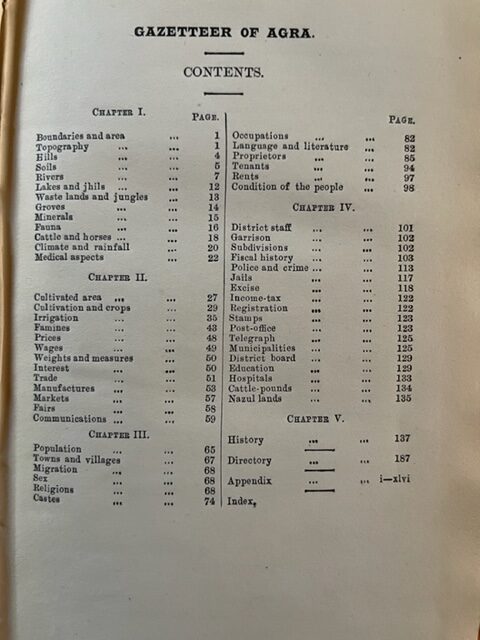 GAZETTEER OF AGRA.
CONTENTS.
CHAPTER I.
PAGE.
Boundaries and area ... 1
Topography ... ... 1
Hills ... ... 4
Soils ... ... 5
Rivers ... ... 7
Lakes and jhils ... ... 12
Waste lands and jungles ... 13
Groves ... ... 14
Minerals ... ... 15
Fauna ... ... 16
Cattle and horses ... ... 18
Climate and rainfall ... 20
Medical aspects ... 22
CHAPTER II.
Cultivated area ... ... 27
Cultivation and crops ... 29
Irrigation ... ... 35
Famines ... ... 43
Prices ... ... 48
Wages ... ... 49
Weights and measures ... 50
Interest ... ... 50
Trade ... ... 51
Manufactures ... ... 53
Markets ... ... 57
Fairs ... ... 58
Communications ... ... 59
CHAPTER III.
Population ... ... 65
Towns and villages ... 67
Migration ... ... 68
Sex ... ... 68
Religions ... ... 68
Castes ... ... 74
PAGE.
Occupations ... ... 82
Language and literature ... 82
Proprietors ... ... 85
Tenants ... ... 94
Rents ... ... 97
Condition of the people ... 98
CHAPTER IV.
District staff ... ... 101
Garrison ... ... 102
Subdivisions ... ... 102
Fiscal history ... ... 103
Police and crime ... ... 113
Jails ... ... 117
Excise ... ... 118
Income-tax ... ... 122
Registration ... ... 122
Stamps ... ... 123
Post-office ... ... 123
Telegraph ... ... 125
Municipalities ... ... 125
District board ... ... 129
Education ... ... 129
Hospitals ... ... 133
Cattle-pounds ... ... 134
Nazul lands ... ... 135
CHAPTER V.
History ... ... 137
Directory ... ... 187
Appendix ... ... i—xlvi
Index.